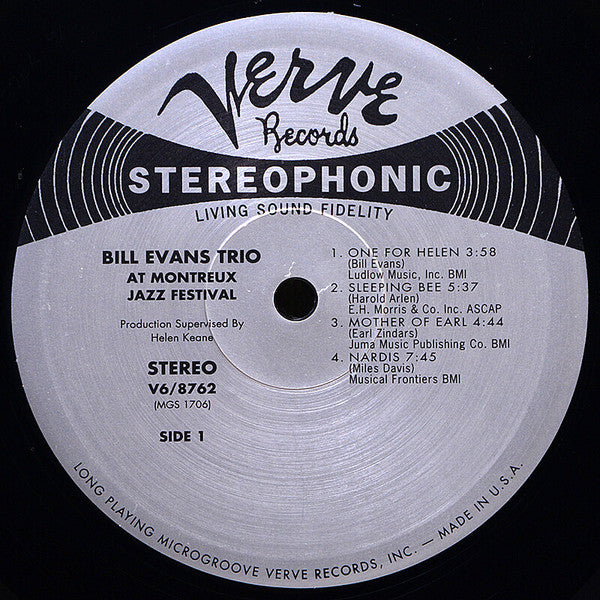 Verve
Records
STEREOPHONIC
LIVING SOUND FIDELITY
BILL EVANS TRIO
AT MONTREUX
JAZZ FESTIVAL
Production Supervised By
Helen Keane
STEREO
V6/8762
(MGS 1706)
SIDE 1
1. ONE FOR HELEN 3:58
(Bill Evans)
Ludlow Music, Inc. BMI
2. SLEEPING BEE 5:37
(Harold Arlen)
E.H. Morris & Co. Inc. ASCAP
3. MOTHER OF EARL 4:44
(Earl Zindars)
Juma Music Publishing Co. BMI
4. NARDIS 7:45
(Miles Davis)
Musical Frontiers BMI
LONG PLAYING MICROGROOVE VERVE RECORDS, INC. — MADE IN U.S.A.